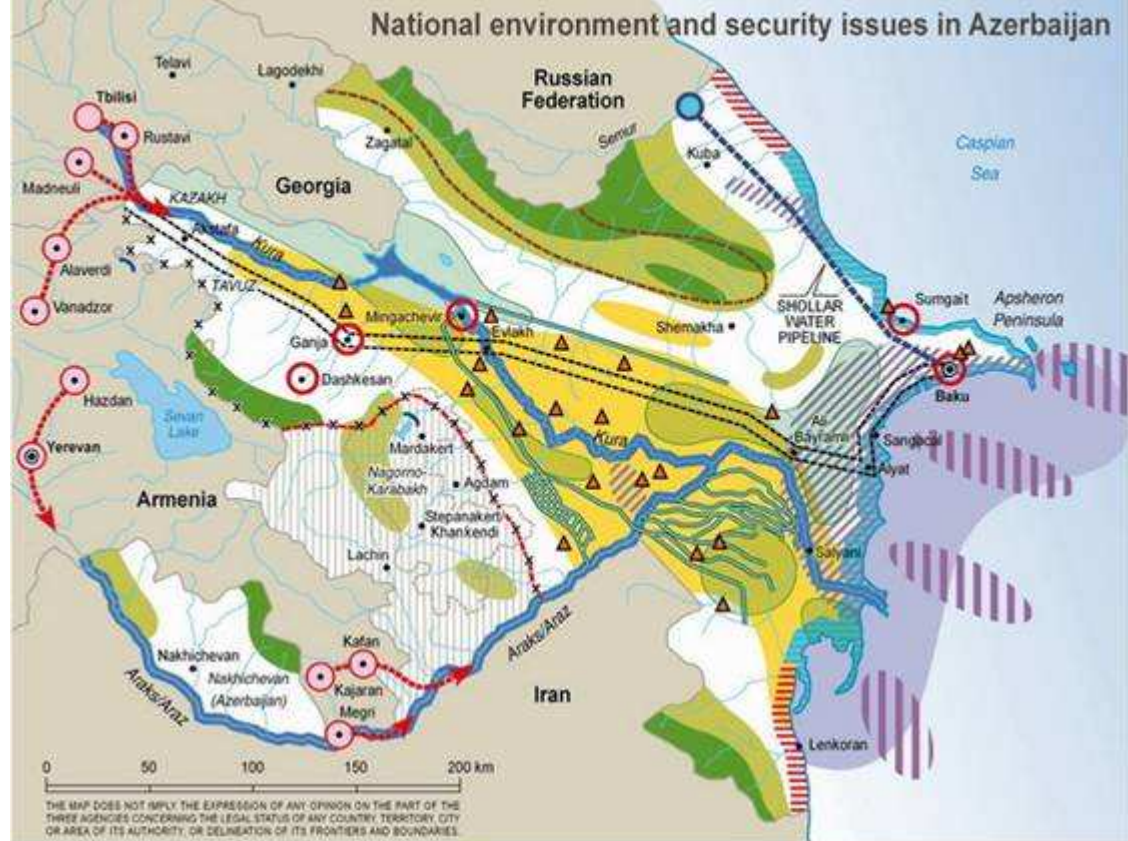 National environment and security issues in Azerbaijan
Telavi
Lagodekhi
Russian
Federation
Tbilisi
Rustavi
Zagatal
Semur
Kuba
Caspian
Sea
Madneuli
KAZAKH
Georgia
Akstafa
Kura
Alaverdi
TAVUZ
Vanadzor
Mingachevir
Evlakh
Shemakha
SHOLLAR
WATER
PIPELINE
Sumgait
Apsheron
Peninsula
Ganja
Dashkesan
Baku
Hazdan
Sevan
Lake
Kura
Ali-
Bayrami
Sangacal
Alyat
Yerevan
Mardakert
Nagorno-
Karabakh
Agdam
Armenia
Stepanakert/
Khankendi
Lachin
Salyani
Araks/Araz
Kafan
Nakhichevan
Nakhichevan
(Azerbaijan)
Kajaran
Araks/Araz
Megri
Iran
Lenkoran
0 50 100 150 200 km
THE MAP DOES NOT IMPLY THE EXPRESSION OF ANY OPINION ON THE PART OF THE
THREE AGENCIES CONCERNING THE LEGAL STATUS OF ANY COUNTRY, TERRITORY, CITY
OR AREA OF ITS AUTHORITY, OR DELINEATION OF ITS FRONTIERS AND BOUNDARIES.